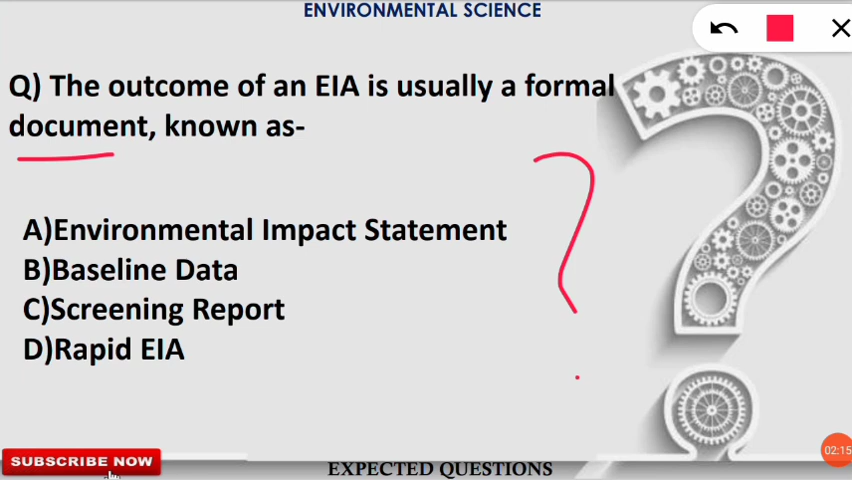 ENVIRONMENTAL SCIENCE
Q) The outcome of an EIA is usually a formal
document, known as-
A)Environmental Impact Statement
B)Baseline Data
C)Screening Report
D)Rapid EIA
02:15
SUBSCRIBE NOW
EXPECTED QUESTIONS